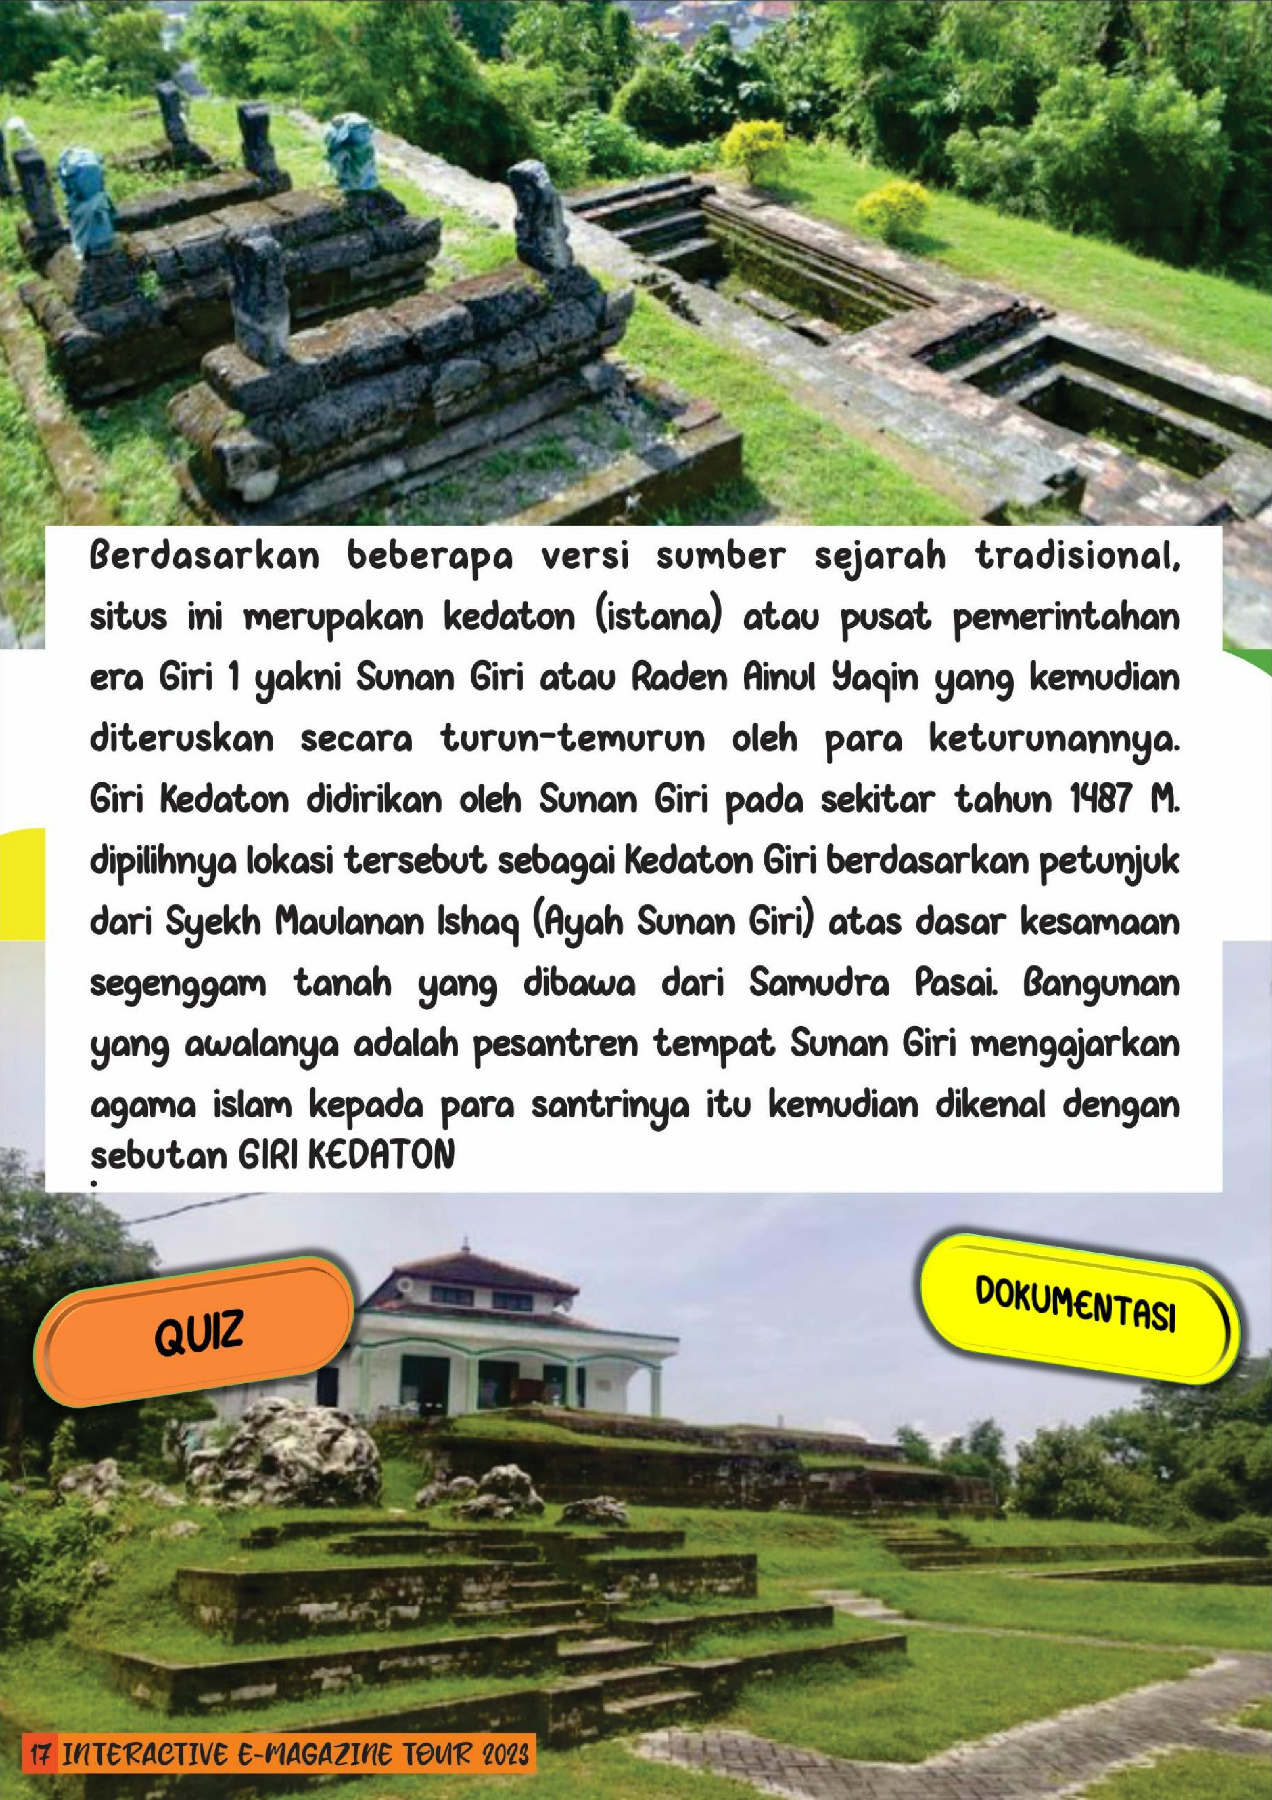 Berdasarkan beberapa versi sumber sejarah tradisional,
situs ini merupakan kedaton (istana) atau pusat pemerintahan
era Giri 1 yakni Sunan Giri atau Raden Ainul Yaqin yang kemudian
diteruskan secara turun-temurun oleh para keturunannya.
Giri Kedaton didirikan oleh Sunan Giri pada sekitar tahun 1487 M.
dipilihnya lokasi tersebut sebagai Kedaton Giri berdasarkan petunjuk
dari Syekh Maulanan Ishaq (Ayah Sunan Giri) atas dasar kesamaan
segenggam tanah yang dibawa dari Samudra Pasai. Bangunan
yang awalanya adalah pesantren tempat Sunan Giri mengajarkan
agama islam kepada para santrinya itu kemudian dikenal dengan
sebutan GIRI KEDATON
.
QUIZ
DOKUMENTASI
17 INTERACTIVE E-MAGAZINE TOUR 2023